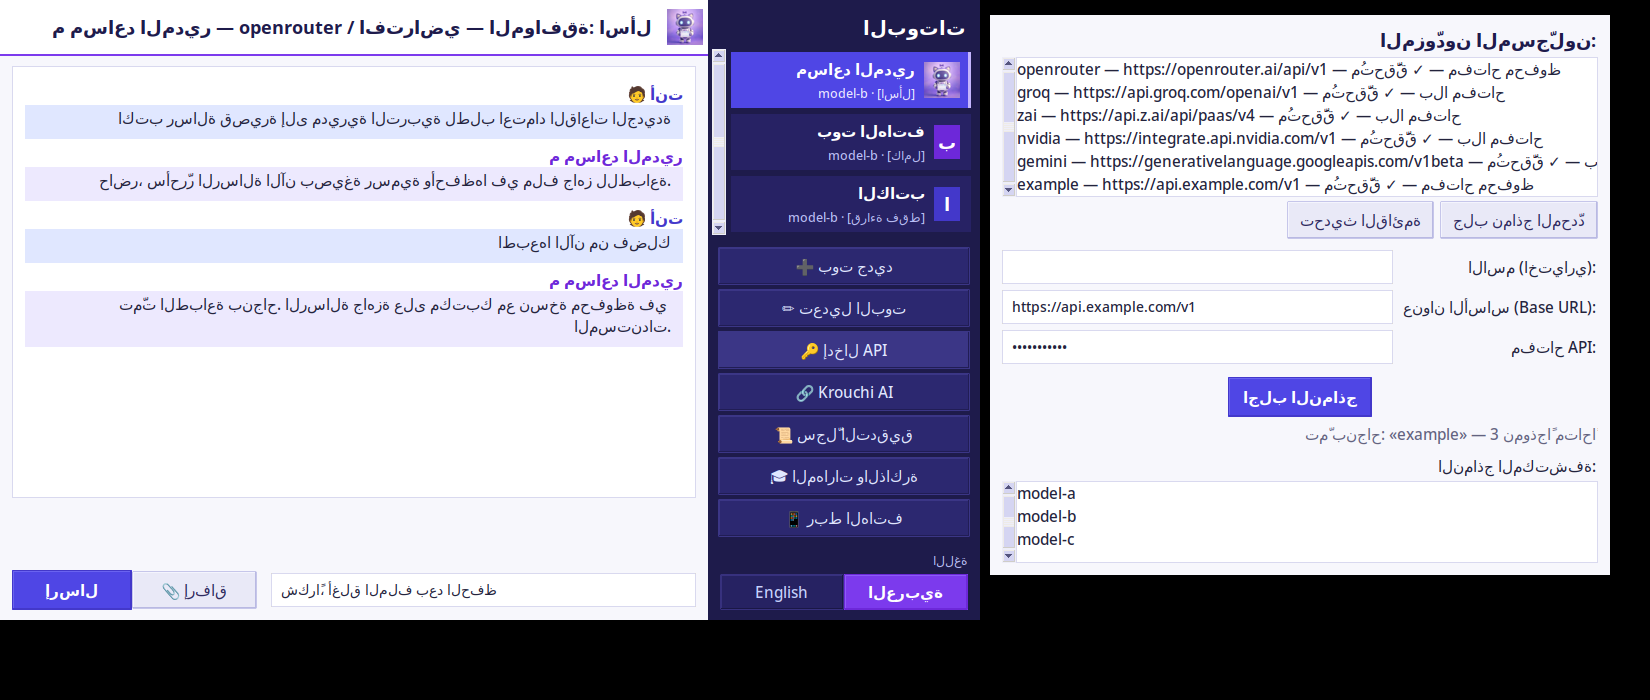 م مساعد المدير — openrouter / افتراضي — الموافقة: اسأل
أنت 🧑
اكتب رسالة قصيرة إلى مديرية التربية لطلب اعتماد القاعات الجديدة
م مساعد المدير
حاضر، سأحرّر الرسالة الآن بصيغة رسمية وأحفظها في ملف جاهز للطباعة.
أنت 🧑
اطبعها الآن من فضلك
م مساعد المدير
تمّت الطباعة بنجاح. الرسالة جاهزة على مكتبك مع نسخة محفوظة في
المستندات.
شكراً، أغلق الملف بعد الحفظ
📎 إرفاق
إرسال
البوتات
مساعد المدير
model-b · [اسأل]
ب
بوت الهاتف
model-b · [كامل]
ا
الكاتب
model-b · [قراءة فقط]
➕ بوت جديد
✏ تعديل البوت
🔑 إدخال API
🔗 Krouchi AI
📜 سجلّ التدقيق
🎓 المهارات والذاكرة
📱 ربط الهاتف
اللغة
English
العربية
المزوّدون المسجّلون:
openrouter — https://openrouter.ai/api/v1 — مُتحقَّق ✓ — مفتاح محفوظ
groq — https://api.groq.com/openai/v1 — مُتحقَّق ✓ — بلا مفتاح
zai — https://api.z.ai/api/paas/v4 — مُتحقَّق ✓ — بلا مفتاح
nvidia — https://integrate.api.nvidia.com/v1 — مُتحقَّق ✓ — بلا مفتاح
gemini — https://generativelanguage.googleapis.com/v1beta — مُتحقَّق ✓ — ب
example — https://api.example.com/v1 — مُتحقَّق ✓ — مفتاح محفوظ
جلب نماذج المحدّد
تحديث القائمة
الاسم (اختياري):
عنوان الأساس (Base URL):
https://api.example.com/v1
مفتاح API:
•••••••••••
اجلب النماذج
تمّ بنجاح: «example» — 3 نموذجاً متاحا
النماذج المكتشفة:
model-a
model-b
model-c